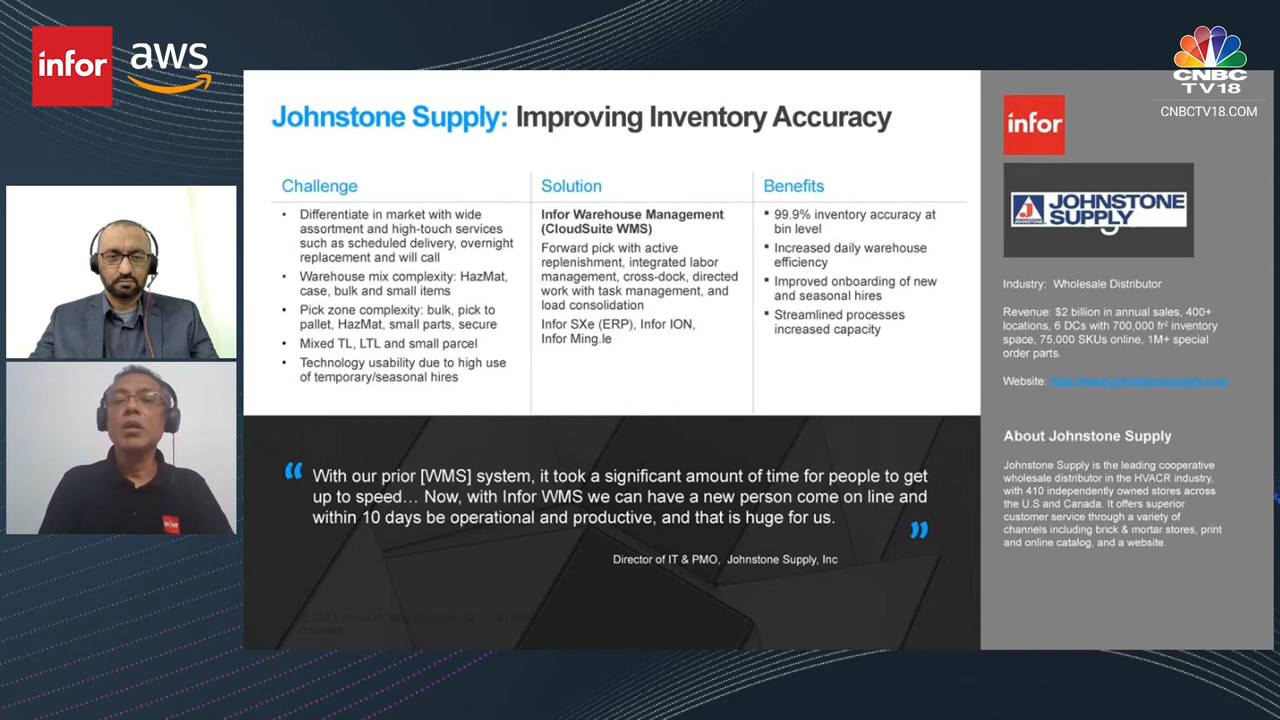 infor
aws
CNBC
TV18
CNBCTV18.COM
Johnstone Supply: Improving Inventory Accuracy
Challenge
• Differentiate in market with wide
assortment and high-touch services
such as scheduled delivery, overnight
replacement and will call
• Warehouse mix complexity: HazMat,
case, bulk and small items
• Pick zone complexity: bulk, pick to
pallet, HazMat, small parts, secure
• Mixed TL, LTL and small parcel
• Technology usability due to high use
of temporary/seasonal hires
Solution
Infor Warehouse Management
(CloudSuite WMS)
Forward pick with active
replenishment, integrated labor
management, cross-dock, directed
work with task management, and
load consolidation
Infor SXe (ERP), Infor ION,
Infor Ming.le
Benefits
▪ 99.9% inventory accuracy at
bin level
▪ Increased daily warehouse
efficiency
▪ Improved onboarding of new
and seasonal hires
▪ Streamlined processes
increased capacity
“ With our prior [WMS] system, it took a significant amount of time for people to get
up to speed… Now, with Infor WMS we can have a new person come on line and
within 10 days be operational and productive, and that is huge for us. ”
Director of IT & PMO, Johnstone Supply, Inc
infor
JOHNSTONE
SUPPLY
Industry: Wholesale Distributor
Revenue: $2 billion in annual sales, 400+
locations, 6 DCs with 700,000 fr² inventory
space, 75,000 SKUs online, 1M+ special
order parts.
Website: http://www.johnstonesupply.com
About Johnstone Supply
Johnstone Supply is the leading cooperative
wholesale distributor in the HVACR industry,
with 410 independently owned stores across
the U.S and Canada. It offers superior
customer service through a variety of
channels including brick & mortar stores, print
and online catalog, and a website.
infor